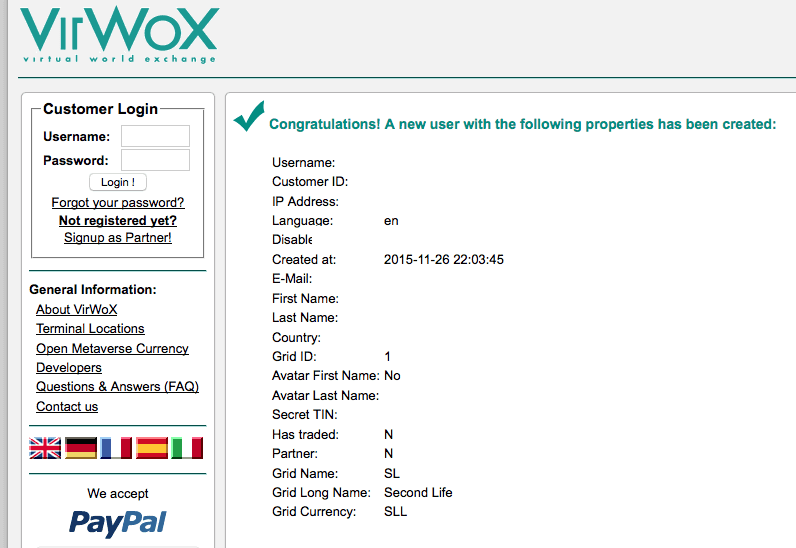 VirWoX
virtual world exchange
Customer Login
Username:
Password:
Login !
Forgot your password?
Not registered yet?
Signup as Partner!
General Information:
About VirWoX
Terminal Locations
Open Metaverse Currency
Developers
Questions & Answers (FAQ)
Contact us
We accept
PayPal
Congratulations! A new user with the following properties has been created:
Username:
Customer ID:
IP Address:
Language: en
Disable
Created at: 2015-11-26 22:03:45
E-Mail:
First Name:
Last Name:
Country:
Grid ID: 1
Avatar First Name: No
Avatar Last Name:
Secret TIN:
Has traded: N
Partner: N
Grid Name: SL
Grid Long Name: Second Life
Grid Currency: SLL